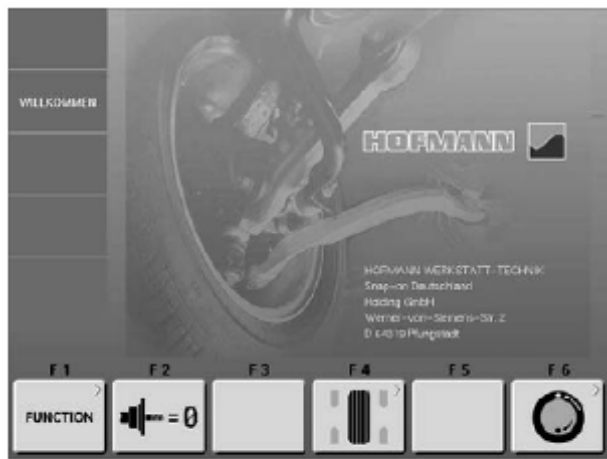 WILLKOMMEN
HOFMANN
HOFMANN WERKSTATT-TECHNIK
Snap-on Deutschland
Holding GmbH
Werner-von-Siemens-Str. 2
D 64319 Pfungstadt
F 1 F 2 F 3 F 4 F 5 F 6
FUNCTION = 0